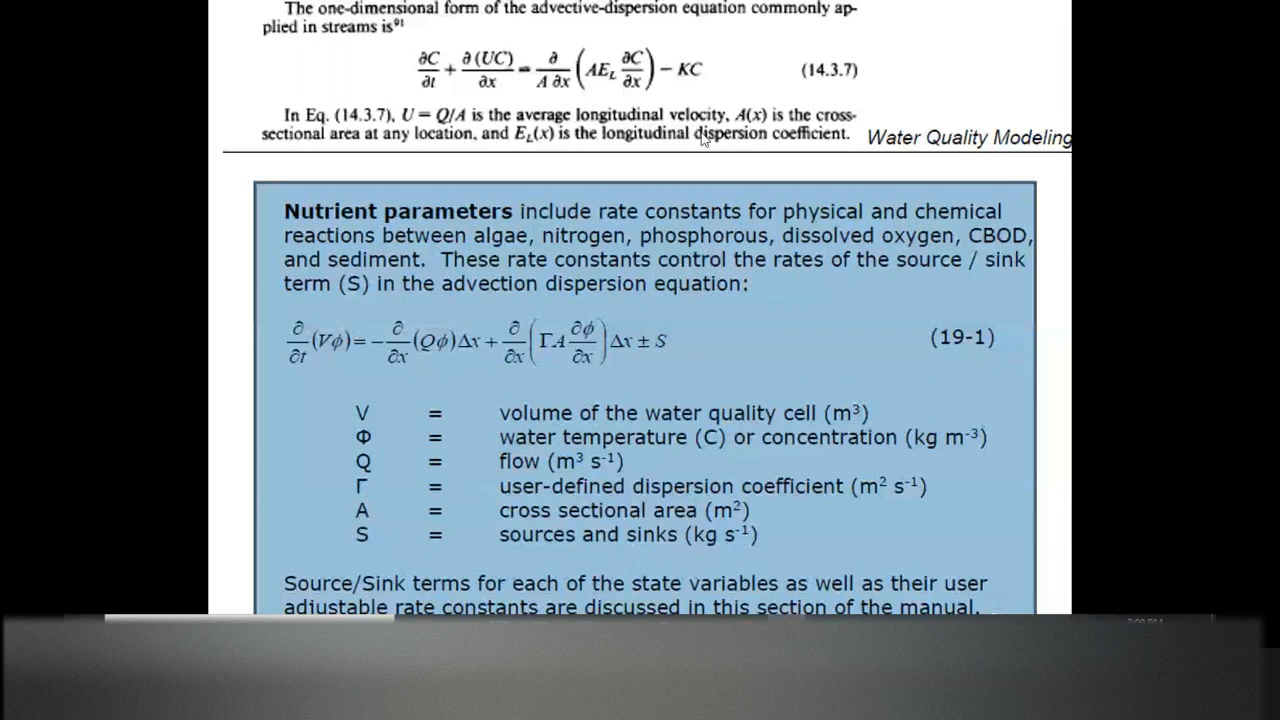 The one-dimensional form of the advective-dispersion equation commonly ap-
plied in streams is⁹¹
∂C/∂t + ∂(UC)/∂x = ∂/(A ∂x) (AE_L ∂C/∂x) − KC (14.3.7)
In Eq. (14.3.7), U = Q/A is the average longitudinal velocity, A(x) is the cross-
sectional area at any location, and E_L(x) is the longitudinal dispersion coefficient.
Water Quality Modeling
Nutrient parameters include rate constants for physical and chemical
reactions between algae, nitrogen, phosphorous, dissolved oxygen, CBOD,
and sediment. These rate constants control the rates of the source / sink
term (S) in the advection dispersion equation:
∂/∂t (Vϕ) = − ∂/∂x (Qϕ)Δx + ∂/∂x (ΓA ∂ϕ/∂x) Δx ± S (19-1)
V = volume of the water quality cell (m³)
Φ = water temperature (C) or concentration (kg m⁻³)
Q = flow (m³ s⁻¹)
Γ = user-defined dispersion coefficient (m² s⁻¹)
A = cross sectional area (m²)
S = sources and sinks (kg s⁻¹)
Source/Sink terms for each of the state variables as well as their user
adjustable rate constants are discussed in this section of the manual.